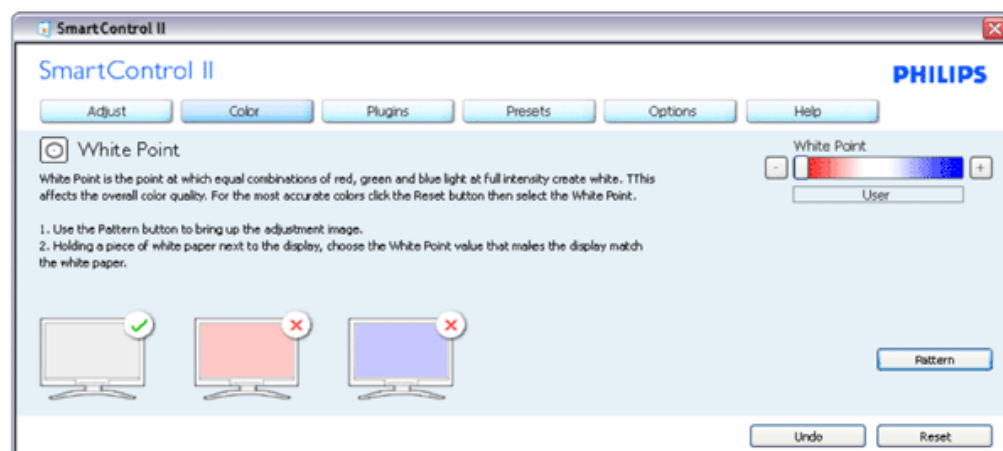 SmartControl II
SmartControl II
PHILIPS
Adjust
Color
Plugins
Presets
Options
Help
White Point
White Point is the point at which equal combinations of red, green and blue light at full intensity create white. TThis
affects the overall color quality. For the most accurate colors click the Reset button then select the White Point.
1. Use the Pattern button to bring up the adjustment image.
2. Holding a piece of white paper next to the display, choose the White Point value that makes the display match
the white paper.
White Point
-
+
User
Pattern
Undo
Reset